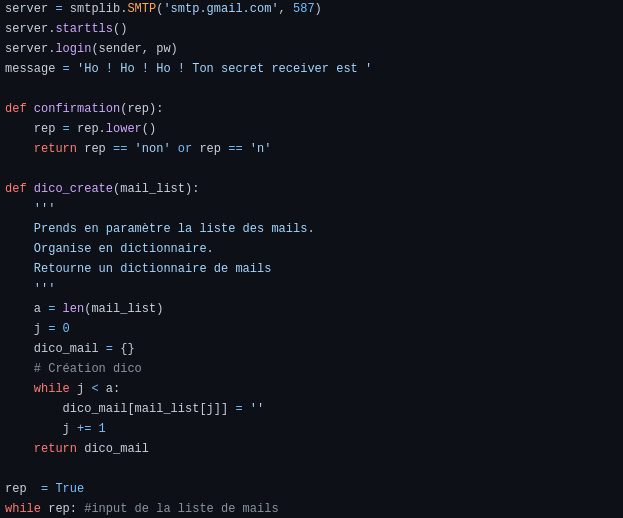 server = smtplib.SMTP('smtp.gmail.com', 587)
server.starttls()
server.login(sender, pw)
message = 'Ho ! Ho ! Ho ! Ton secret receiver est '
def confirmation(rep):
    rep = rep.lower()
    return rep == 'non' or rep == 'n'
def dico_create(mail_list):
    '''
    Prends en paramètre la liste des mails.
    Organise en dictionnaire.
    Retourne un dictionnaire de mails
    '''
    a = len(mail_list)
    j = 0
    dico_mail = {}
    # Création dico
    while j < a:
        dico_mail[mail_list[j]] = ''
        j += 1
    return dico_mail
rep  = True
while rep: #input de la liste de mails